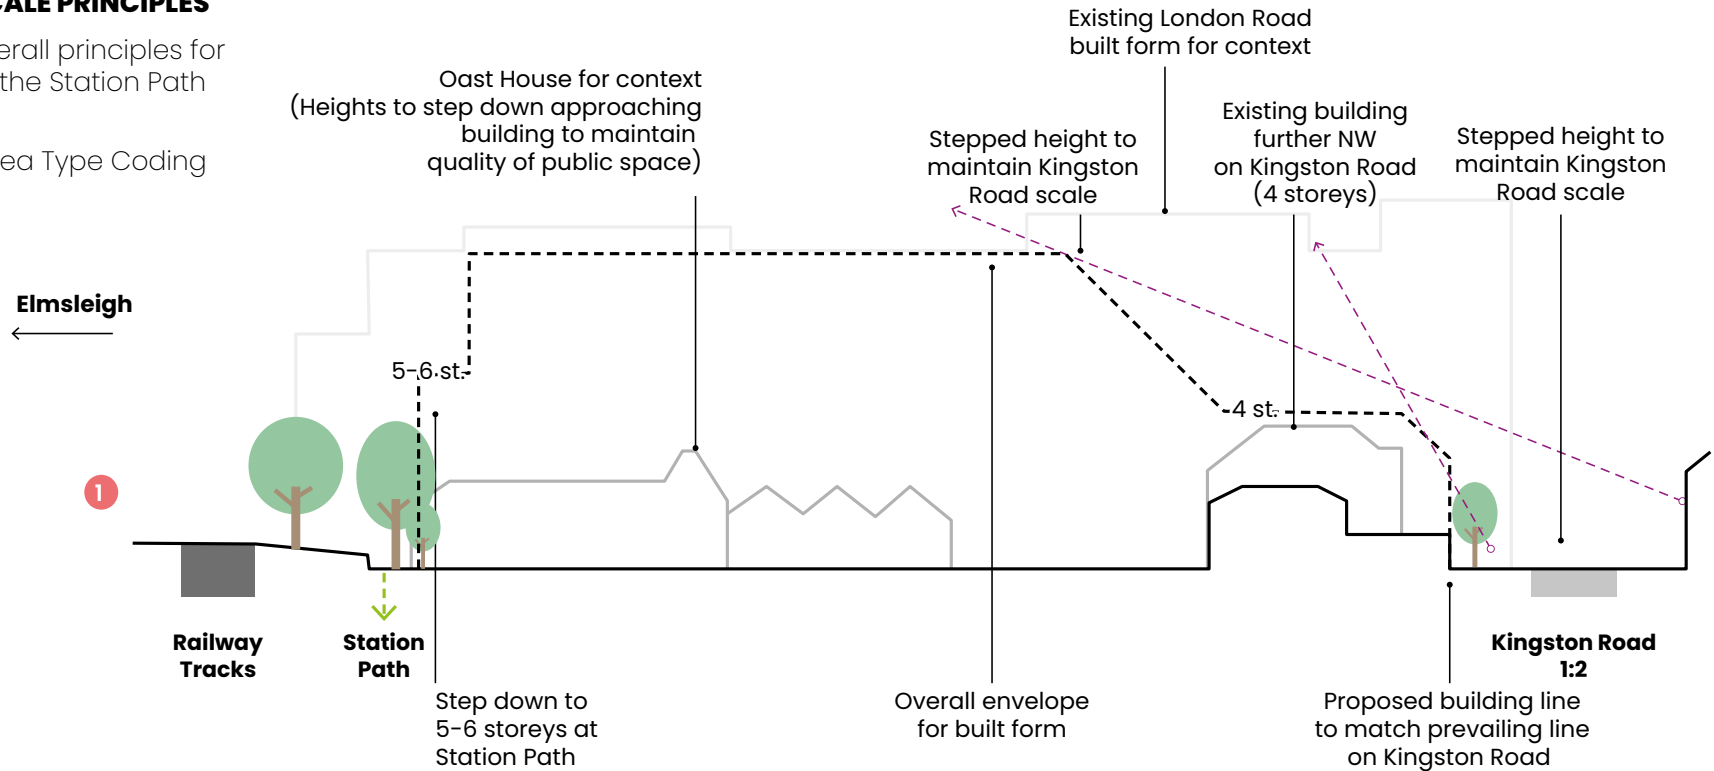 CALE PRINCIPLES
erall principles for
the Station Path
ea Type Coding
Existing London Road
built form for context
Oast House for context
(Heights to step down approaching
building to maintain
quality of public space)
Stepped height to
maintain Kingston
Road scale
Existing building
further NW
on Kingston Road
(4 storeys)
Stepped height to
maintain Kingston
Road scale
Elmsleigh
5-6 st.
4 st.
1
Railway
Tracks
Station
Path
Kingston Road
1:2
Step down to
5-6 storeys at
Station Path
Overall envelope
for built form
Proposed building line
to match prevailing line
on Kingston Road